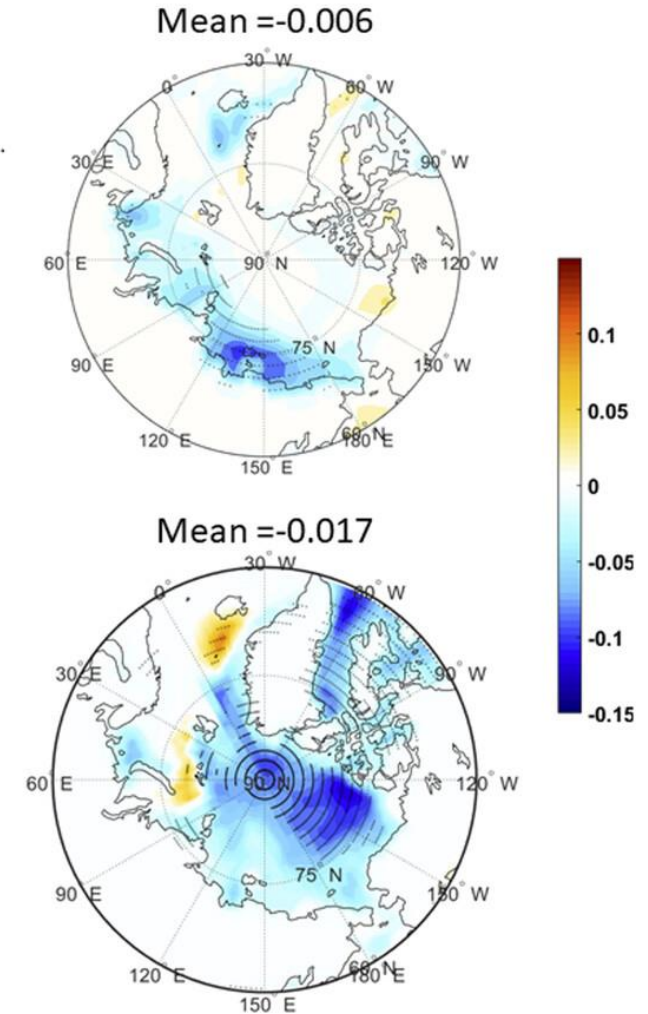 Mean =-0.006
30° W
0°
60° W
30° E
90° W
60° E
90° N
120° W
75° N
90° E
150° W
120° E
60° N
180° E
150° E
Mean =-0.017
30° W
0°
60° W
30° E
90° W
60° E
90° N
120° W
75° N
90° E
150° W
120° E
60° N
180° E
150° E
0.1
0.05
0
-0.05
-0.1
-0.15